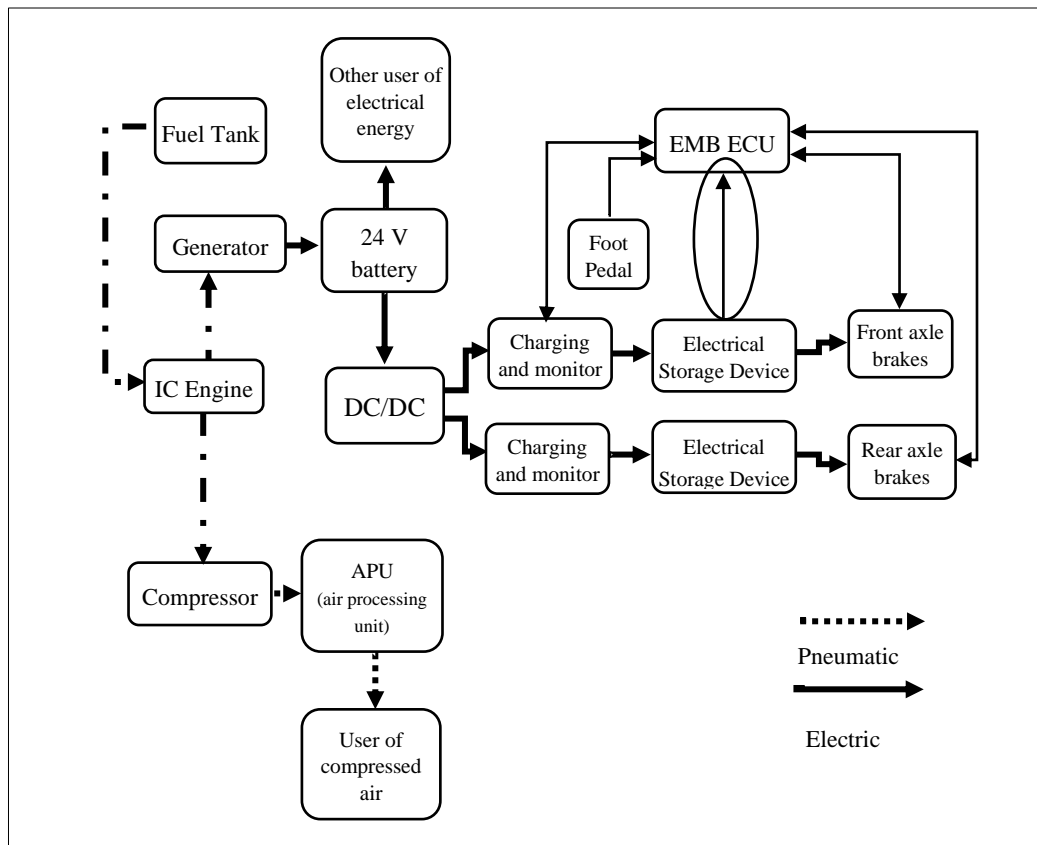 Other user of
electrical
energy
Fuel Tank
EMB ECU
Generator
24 V
battery
Foot
Pedal
IC Engine
DC/DC
Charging
and monitor
Electrical
Storage Device
Front axle
brakes
Charging
and monitor
Electrical
Storage Device
Rear axle
brakes
Compressor
APU
(air processing
unit)
User of
compressed
air
Pneumatic
Electric